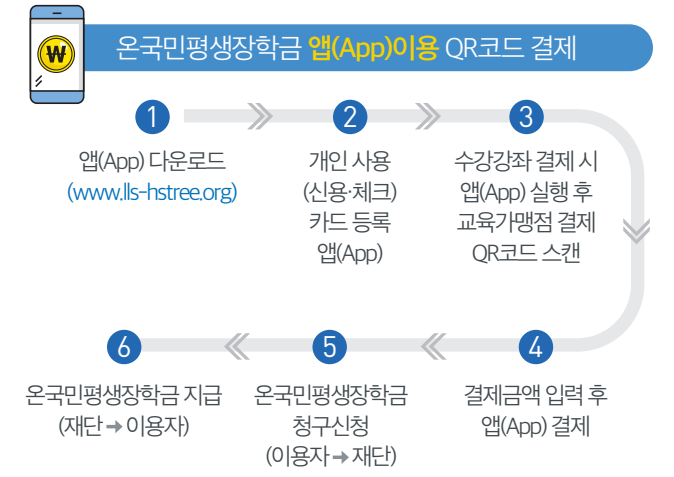 ₩
온국민평생장학금 앱(App)이용 QR코드 결제
1
앱(App) 다운로드
(www.lls-hstree.org)
2
개인 사용
(신용·체크)
카드 등록
앱(App)
3
수강강좌 결제 시
앱(App) 실행 후
교육가맹점 결제
QR코드 스캔
4
결제금액 입력 후
앱(App) 결제
5
온국민평생장학금
청구신청
(이용자→재단)
6
온국민평생장학금 지급
(재단→이용자)